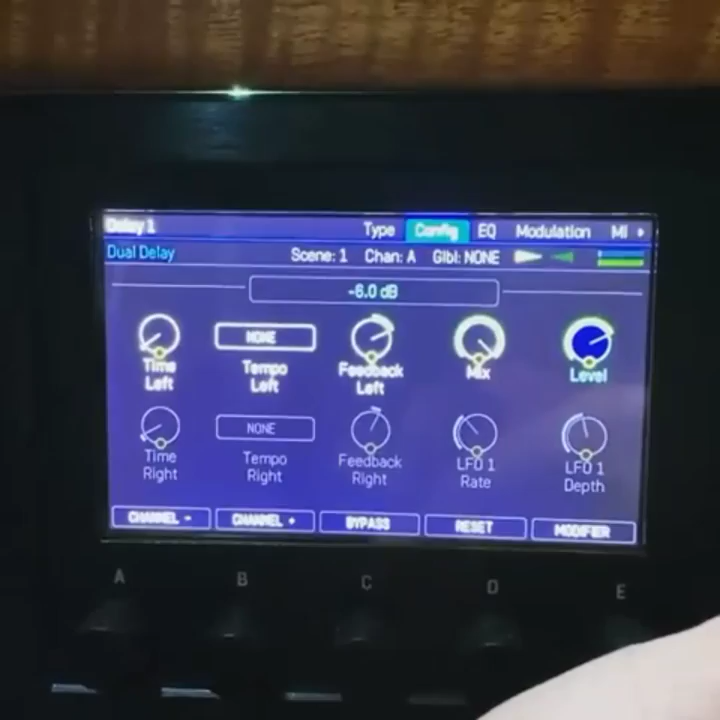 Delay 1 Type Config EQ Modulation Mi
Dual Delay Scene: 1 Chan: A Glbl: NONE
-6.0 dB
NONE NONE
Time Left
Tempo Left
Feedback Left
Mix
Level
Time Right
Tempo Right
Feedback Right
LFO 1 Rate
LFO 1 Depth
CHANNEL - CHANNEL + BYPASS RESET MODIFIER
A B C D E